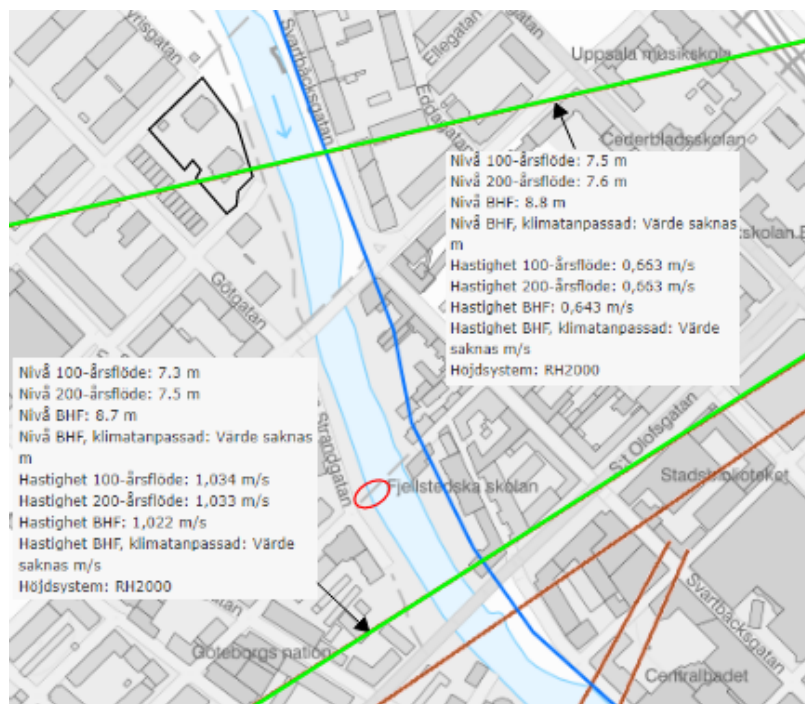 Svartbäcksgatan
Ellegatan
Uppsala musikskola
Eddagatan
Cederbladsskolan
Nivå 100-årsflöde: 7.5 m
Nivå 200-årsflöde: 7.6 m
Nivå BHF: 8.8 m
Nivå BHF, klimatanpassad: Värde saknas
m
Hastighet 100-årsflöde: 0,663 m/s
Hastighet 200-årsflöde: 0,663 m/s
Hastighet BHF: 0,643 m/s
Hastighet BHF, klimatanpassad: Värde
saknas m/s
Höjdsystem: RH2000
Götgatan
Nivå 100-årsflöde: 7.3 m
Nivå 200-årsflöde: 7.5 m
Nivå BHF: 8.7 m
Nivå BHF, klimatanpassad: Värde saknas
m
Hastighet 100-årsflöde: 1,034 m/s
Hastighet 200-årsflöde: 1,033 m/s
Hastighet BHF: 1,022 m/s
Hastighet BHF, klimatanpassad: Värde
saknas m/s
Höjdsystem: RH2000
Strandgatan
Fjellstedska skolan
S:t Olofsgatan
Stadsbiblioteket
Svartbäcksgatan
Göteborgs nation
Centralbadet